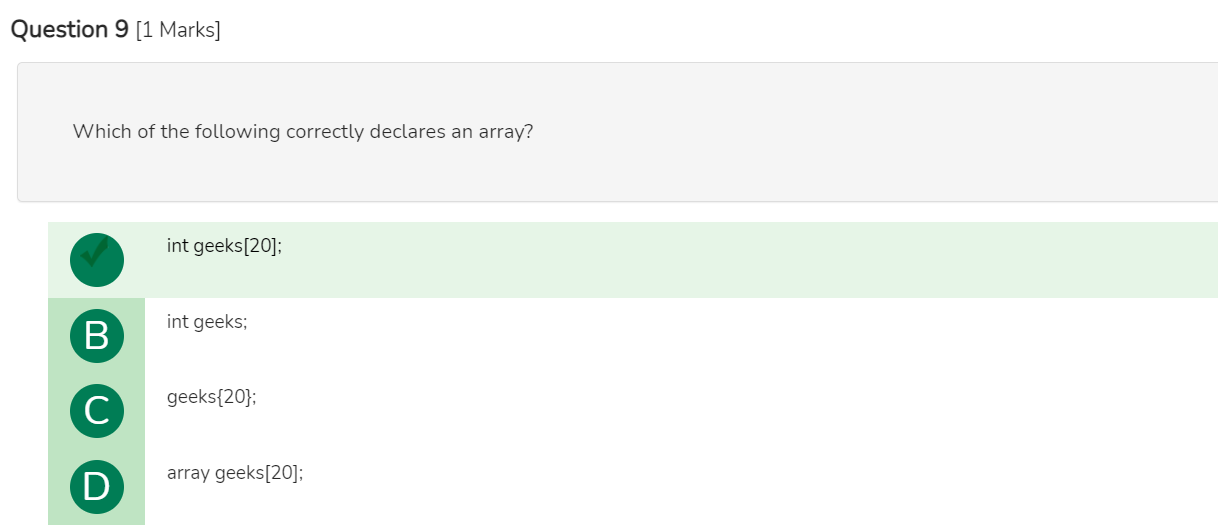 Question 9 [1 Marks]
Which of the following correctly declares an array?
int geeks[20];
B int geeks;
C geeks{20};
D array geeks[20];